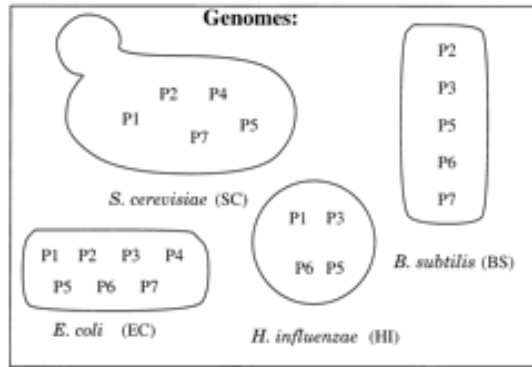 Genomes:
P2 P4
P1
P7 P5
S. cerevisiae (SC)
P2
P3
P5
P6
P7
B. subtilis (BS)
P1 P2 P3 P4
P5 P6 P7
E. coli (EC)
P1 P3
P6 P5
H. influenzae (HI)